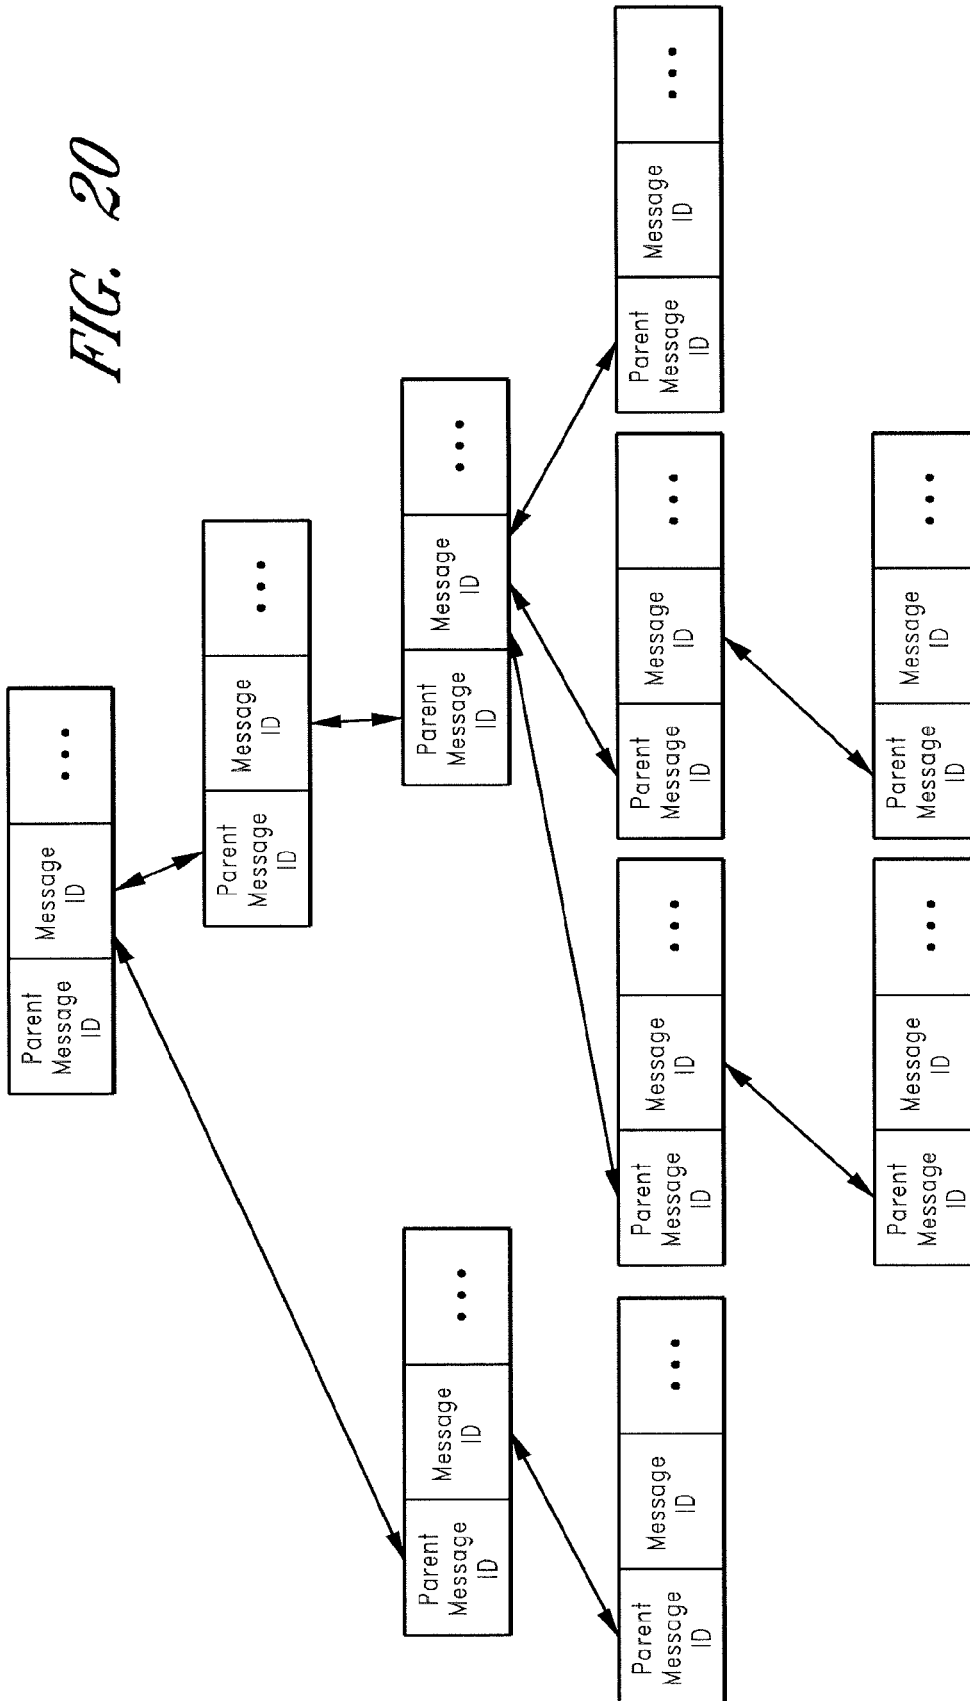 FIG. 20
Parent
Message
ID
Message
ID
•••
Parent
Message
ID
Message
ID
•••
Parent
Message
ID
Message
ID
•••
Parent
Message
ID
Message
ID
•••
Parent
Message
ID
Message
ID
•••
Parent
Message
ID
Message
ID
•••
Parent
Message
ID
Message
ID
•••
Parent
Message
ID
Message
ID
•••
Parent
Message
ID
Message
ID
•••
Parent
Message
ID
Message
ID
•••